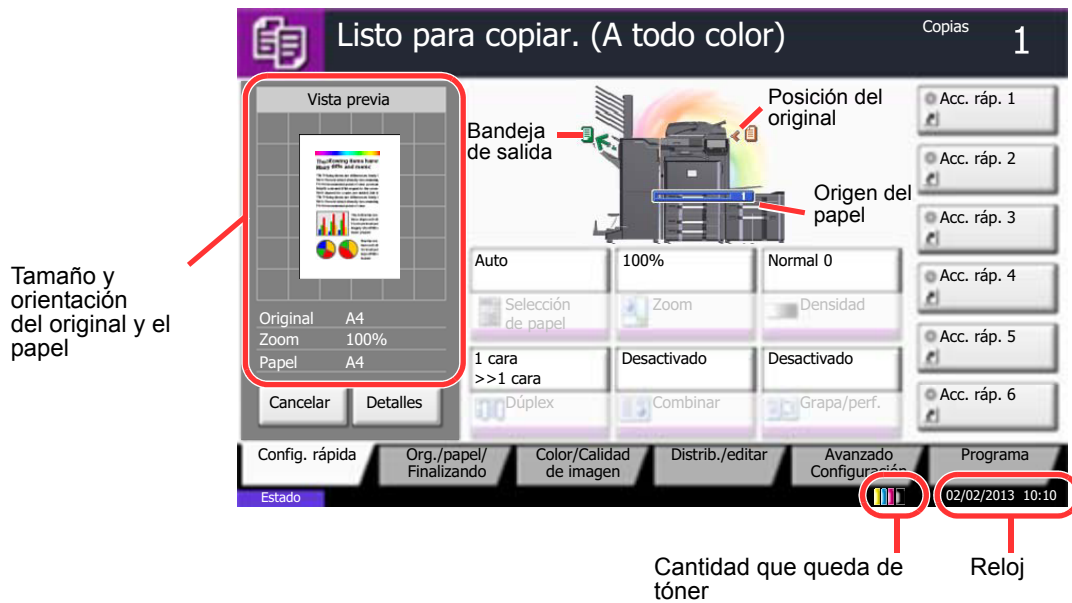 Listo para copiar. (A todo color)
Copias
1
Vista previa
Original A4
Zoom 100%
Papel A4
Cancelar
Detalles
Tamaño y
orientación
del original y el
papel
Bandeja
de salida
Posición del
original
Origen del
papel
1
Auto
Selección
de papel
100%
Zoom
Normal 0
Densidad
1 cara
>>1 cara
Dúplex
Desactivado
Combinar
Desactivado
Grapa/perf.
Acc. ráp. 1
Acc. ráp. 2
Acc. ráp. 3
Acc. ráp. 4
Acc. ráp. 5
Acc. ráp. 6
Config. rápida
Org./papel/
Finalizando
Color/Calidad
de imagen
Distrib./editar
Avanzado
Configuración
Programa
Estado
02/02/2013 10:10
Cantidad que queda de
tóner
Reloj